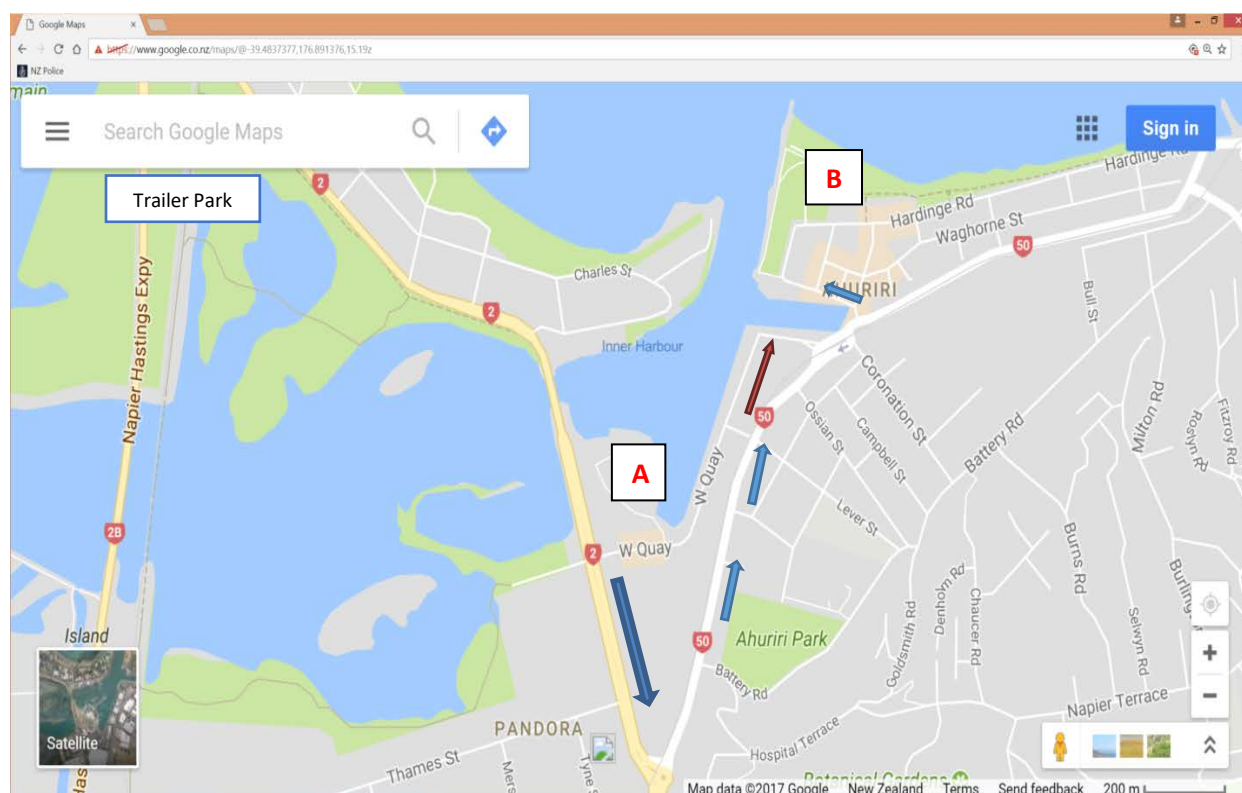 Google Maps
https://www.google.co.nz/maps/@-39.4837377,176.891376,15.19z
NZ Police
main
Search Google Maps
Sign in
Trailer Park
2
B
Hardinge Rd
Hardinge Rd
Waghorne St
50
Napier Hastings Expy
Charles St
AHURIRI
Bull St
2
Inner Harbour
Coronation St
50
Ossian St
Campbell St
Battery Rd
Milton Rd
Roslyn Rd
Fitzroy Rd
A
W Quay
Lever St
2B
2
W Quay
Burns Rd
Denholm Rd
Chaucer Rd
Goldsmith Rd
Selwyn Rd
Island
50
Ahuriri Park
Battery Rd
Napier Terrace
Satellite
PANDORA
Hospital Terrace
Thames St
Tyne S
Mers
Has
Botanical Gardens
Map data ©2017 Google New Zealand Terms Send feedback 200 m